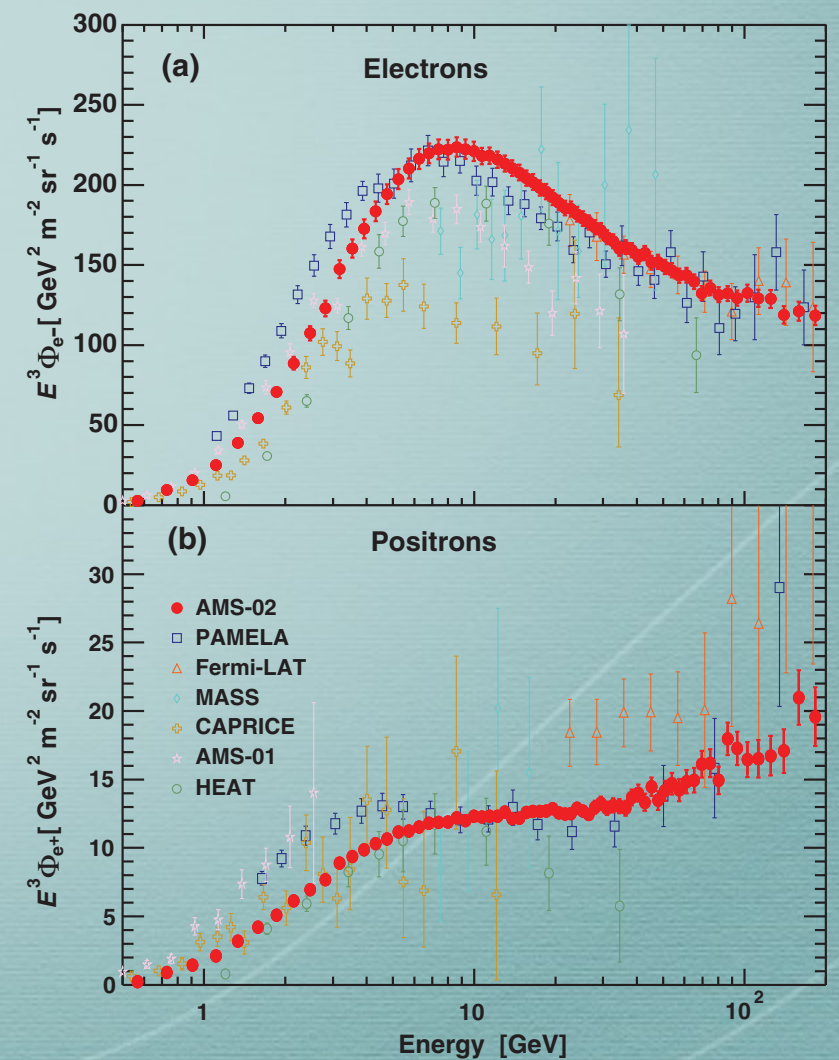 300
(a)
Electrons
250
200
150
100
50
0
E³Φe-[ GeV² m⁻² sr⁻¹ s⁻¹]
(b)
Positrons
30
25
20
15
10
5
0
E³Φe+[ GeV² m⁻² sr⁻¹ s⁻¹]
AMS-02
PAMELA
Fermi-LAT
MASS
CAPRICE
AMS-01
HEAT
1
10
10²
Energy [GeV]